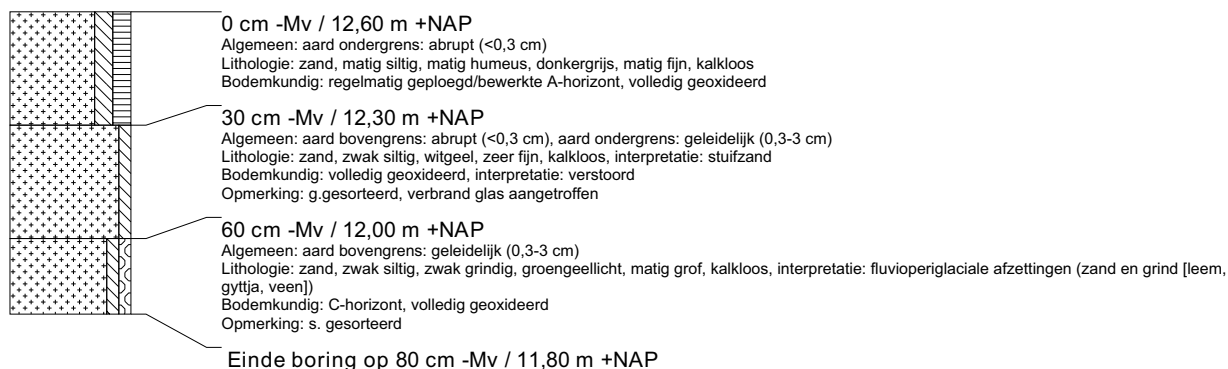 0 cm -Mv / 12,60 m +NAP
Algemeen: aard ondergrens: abrupt (<0,3 cm)
Lithologie: zand, matig siltig, matig humeus, donkergrijs, matig fijn, kalkloos
Bodemkundig: regelmatig geploegd/bewerkte A-horizont, volledig geoxideerd
30 cm -Mv / 12,30 m +NAP
Algemeen: aard bovengrens: abrupt (<0,3 cm), aard ondergrens: geleidelijk (0,3-3 cm)
Lithologie: zand, zwak siltig, witgeel, zeer fijn, kalkloos, interpretatie: stuifzand
Bodemkundig: volledig geoxideerd, interpretatie: verstoord
Opmerking: g.gesorteerd, verbrand glas aangetroffen
60 cm -Mv / 12,00 m +NAP
Algemeen: aard bovengrens: geleidelijk (0,3-3 cm)
Lithologie: zand, zwak siltig, zwak grindig, groengeellicht, matig grof, kalkloos, interpretatie: fluvioperiglaciale afzettingen (zand en grind [leem,
gyttja, veen])
Bodemkundig: C-horizont, volledig geoxideerd
Opmerking: s. gesorteerd
Einde boring op 80 cm -Mv / 11,80 m +NAP